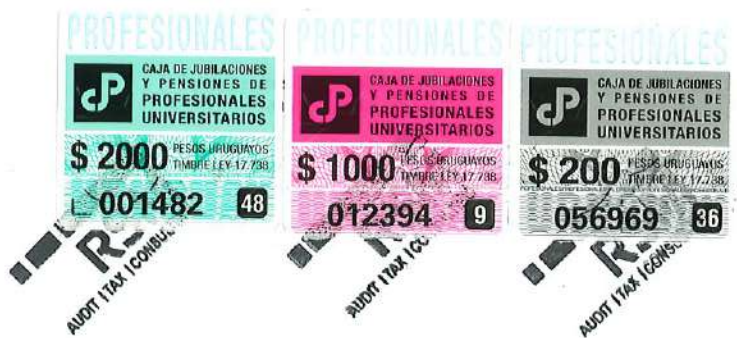 PROFESIONALES
CAJA DE JUBILACIONES
Y PENSIONES DE
PROFESIONALES
UNIVERSITARIOS
$ 2000
PESOS URUGUAYOS
TIMBRE LEY 17.738
001482 48
AUDIT | TAX | CONSUL
PROFESIONALES
CAJA DE JUBILACIONES
Y PENSIONES DE
PROFESIONALES
UNIVERSITARIOS
$ 1000
PESOS URUGUAYOS
TIMBRE LEY 17.738
012394 9
AUDIT | TAX | CO
PROFESIONALES
CAJA DE JUBILACIONES
Y PENSIONES DE
PROFESIONALES
UNIVERSITARIOS
$ 200
PESOS URUGUAYOS
TIMBRE LEY 17.738
056969 36
AUDIT | TAX | CONS